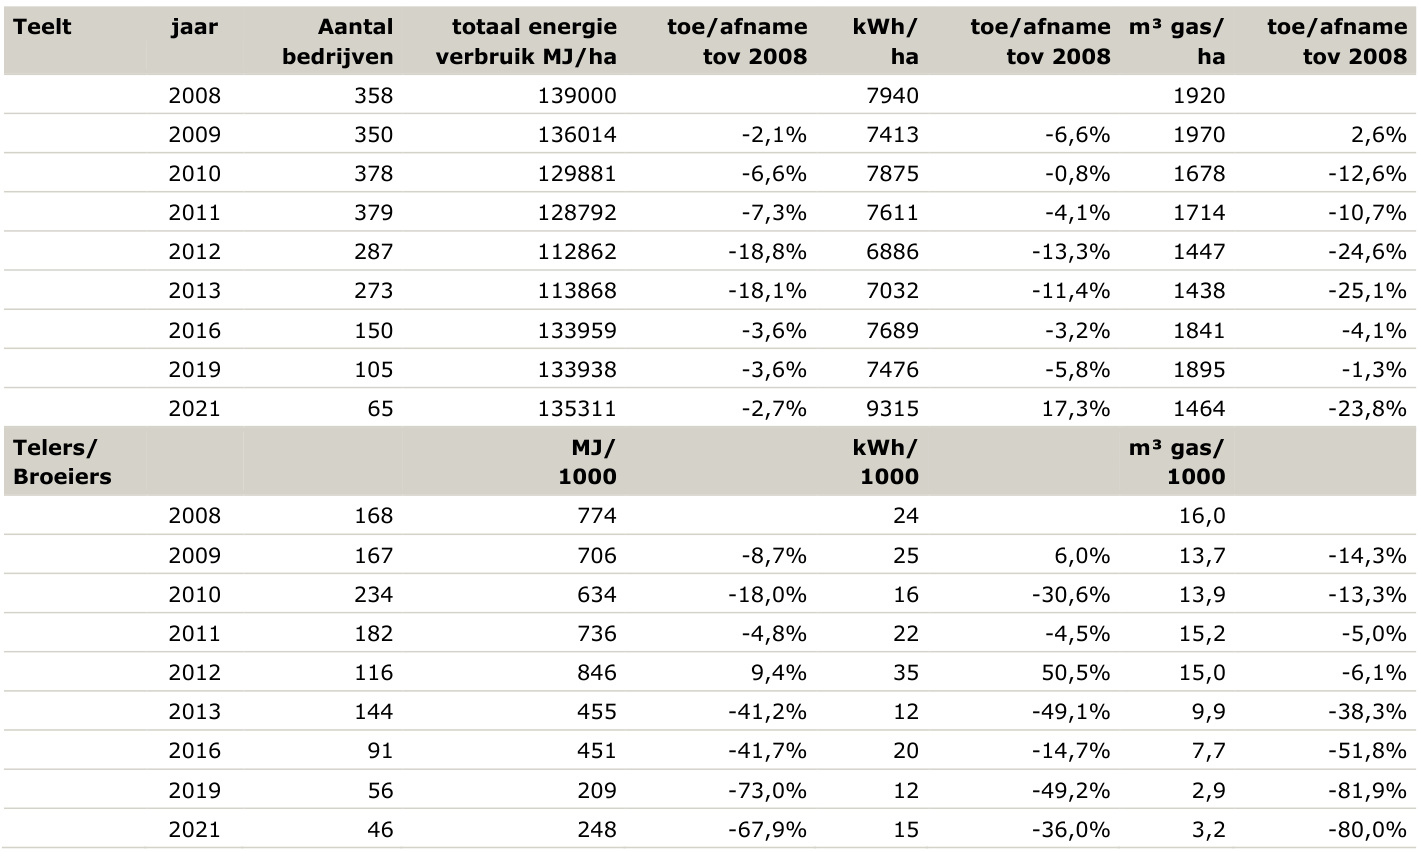 Teelt jaar Aantal totaal energie toe/afname kWh/ toe/afname m³ gas/ toe/afname
bedrijven verbruik MJ/ha tov 2008 ha tov 2008 ha tov 2008
2008 358 139000 7940 1920
2009 350 136014 -2,1% 7413 -6,6% 1970 2,6%
2010 378 129881 -6,6% 7875 -0,8% 1678 -12,6%
2011 379 128792 -7,3% 7611 -4,1% 1714 -10,7%
2012 287 112862 -18,8% 6886 -13,3% 1447 -24,6%
2013 273 113868 -18,1% 7032 -11,4% 1438 -25,1%
2016 150 133959 -3,6% 7689 -3,2% 1841 -4,1%
2019 105 133938 -3,6% 7476 -5,8% 1895 -1,3%
2021 65 135311 -2,7% 9315 17,3% 1464 -23,8%
Telers/ MJ/ kWh/ m³ gas/
Broeiers 1000 1000 1000
2008 168 774 24 16,0
2009 167 706 -8,7% 25 6,0% 13,7 -14,3%
2010 234 634 -18,0% 16 -30,6% 13,9 -13,3%
2011 182 736 -4,8% 22 -4,5% 15,2 -5,0%
2012 116 846 9,4% 35 50,5% 15,0 -6,1%
2013 144 455 -41,2% 12 -49,1% 9,9 -38,3%
2016 91 451 -41,7% 20 -14,7% 7,7 -51,8%
2019 56 209 -73,0% 12 -49,2% 2,9 -81,9%
2021 46 248 -67,9% 15 -36,0% 3,2 -80,0%